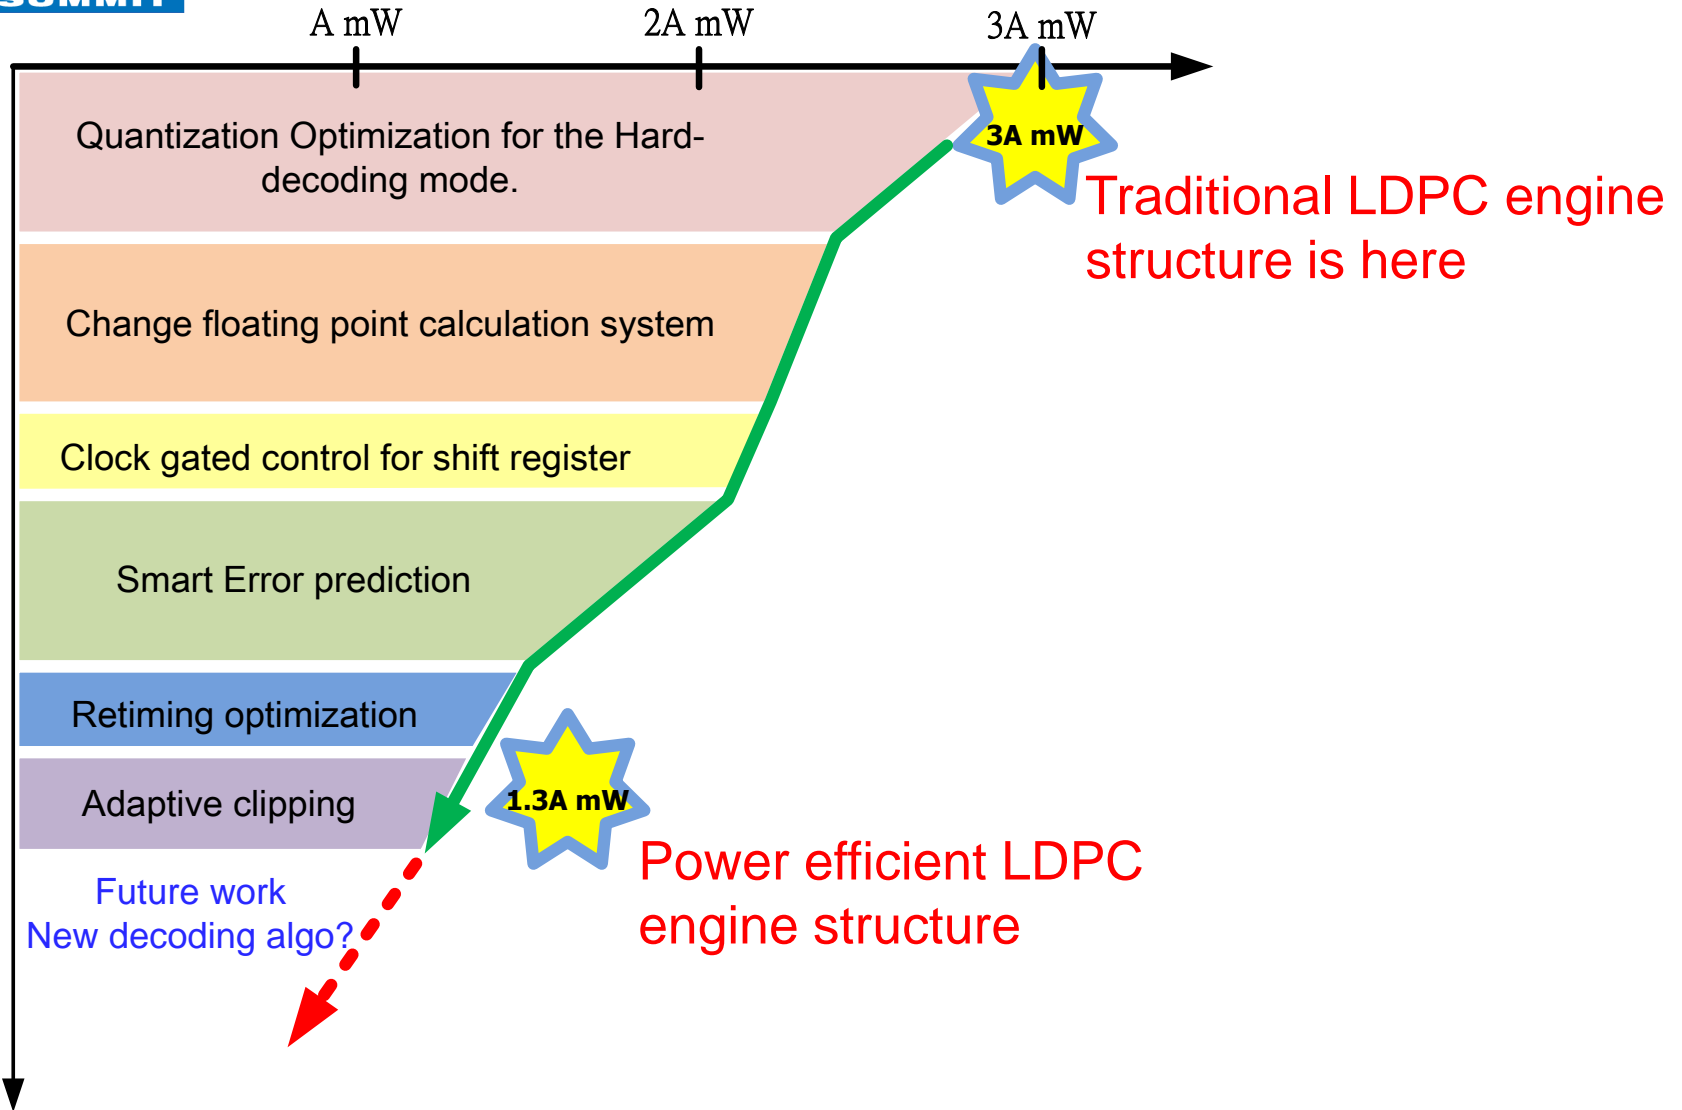 SUMMIT
A mW
2A mW
3A mW
Quantization Optimization for the Hard-
decoding mode.
3A mW
Traditional LDPC engine
structure is here
Change floating point calculation system
Clock gated control for shift register
Smart Error prediction
Retiming optimization
Adaptive clipping
1.3A mW
Power efficient LDPC
engine structure
Future work
New decoding algo?